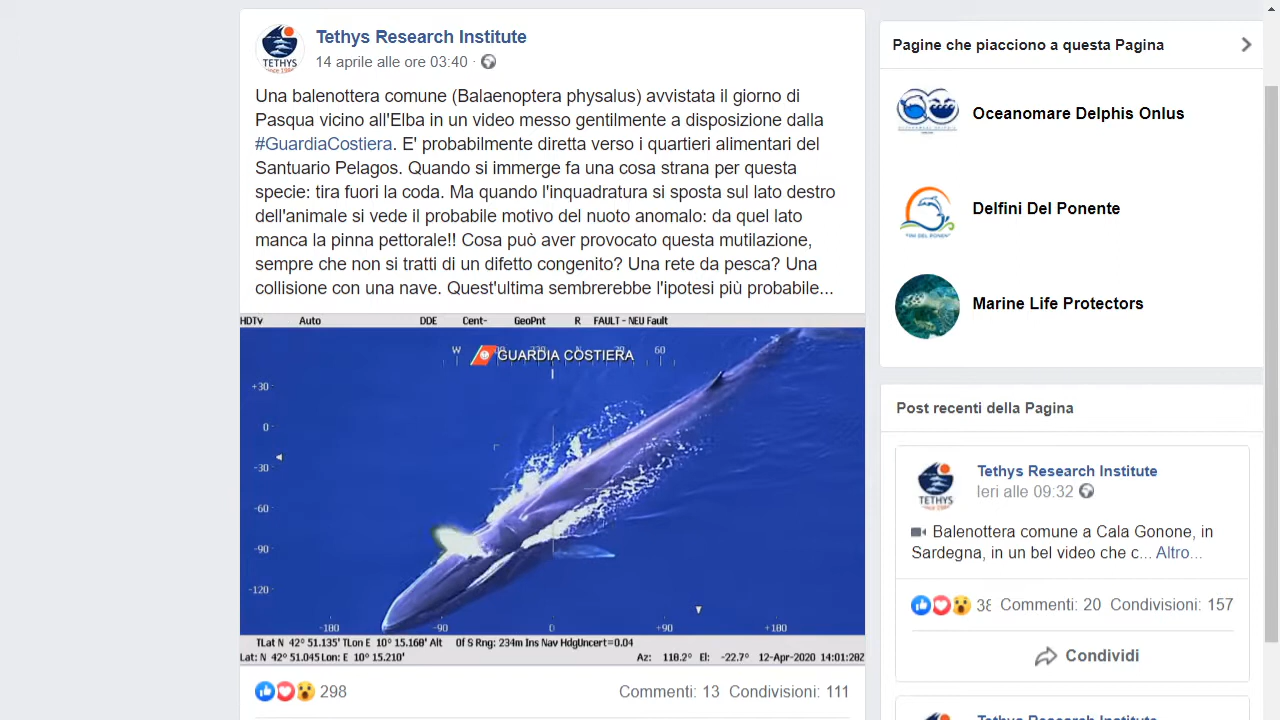 Tethys Research Institute
14 aprile alle ore 03:40 ·
Una balenottera comune (Balaenoptera physalus) avvistata il giorno di
Pasqua vicino all'Elba in un video messo gentilmente a disposizione dalla
#GuardiaCostiera. E' probabilmente diretta verso i quartieri alimentari del
Santuario Pelagos. Quando si immerge fa una cosa strana per questa
specie: tira fuori la coda. Ma quando l'inquadratura si sposta sul lato destro
dell'animale si vede il probabile motivo del nuoto anomalo: da quel lato
manca la pinna pettorale!! Cosa può aver provocato questa mutilazione,
sempre che non si tratti di un difetto congenito? Una rete da pesca? Una
collisione con una nave. Quest'ultima sembrerebbe l'ipotesi più probabile...
HDTv Auto DDE Cent- GeoPnt R FAULT - NEU Fault
W 60
GUARDIA COSTIERA
+30
0
-30
-60
-90
-120
-180 -90 0 +90 +180
TLat N 42° 51.135' TLon E 10° 15.168' Alt 0f S Rng: 234m Ins Nav HdgUncert=0.04
Lat: N 42° 51.045 Lon: E 10° 15.210' Az: 118.2° El: -22.7° 12-Apr-2020 14:01:20Z
298 Commenti: 13 Condivisioni: 111
TETHYS
since 1986
Pagine che piacciono a questa Pagina
Oceanomare Delphis Onlus
Delfini Del Ponente
Marine Life Protectors
Post recenti della Pagina
TETHYS
Tethys Research Institute
Ieri alle 09:32
Balenottera comune a Cala Gonone, in
Sardegna, in un bel video che c... Altro...
38 Commenti: 20 Condivisioni: 157
Condividi
Tethys Research Institute